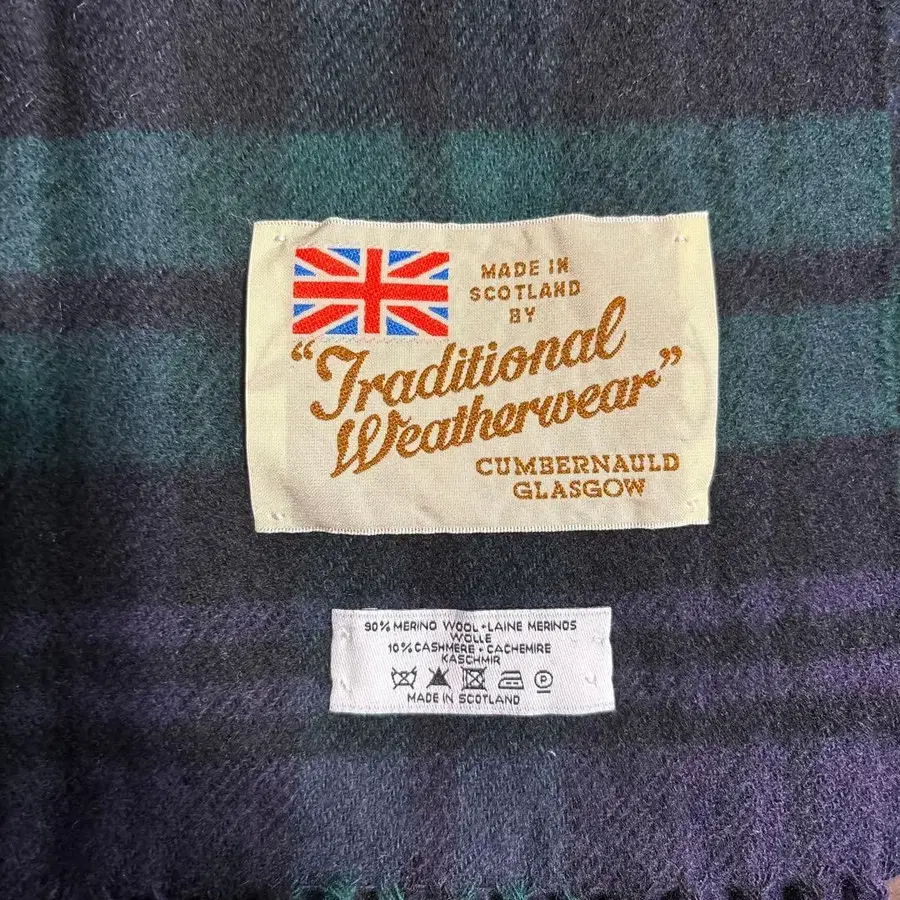 MADE IN
SCOTLAND
BY
"Traditional
Weatherwear"
CUMBERNAULD
GLASGOW
90% MERINO WOOL • LAINE MERINOS
WOLLE
10% CASHMERE • CACHEMIRE
KASCHMIR
P
MADE IN SCOTLAND